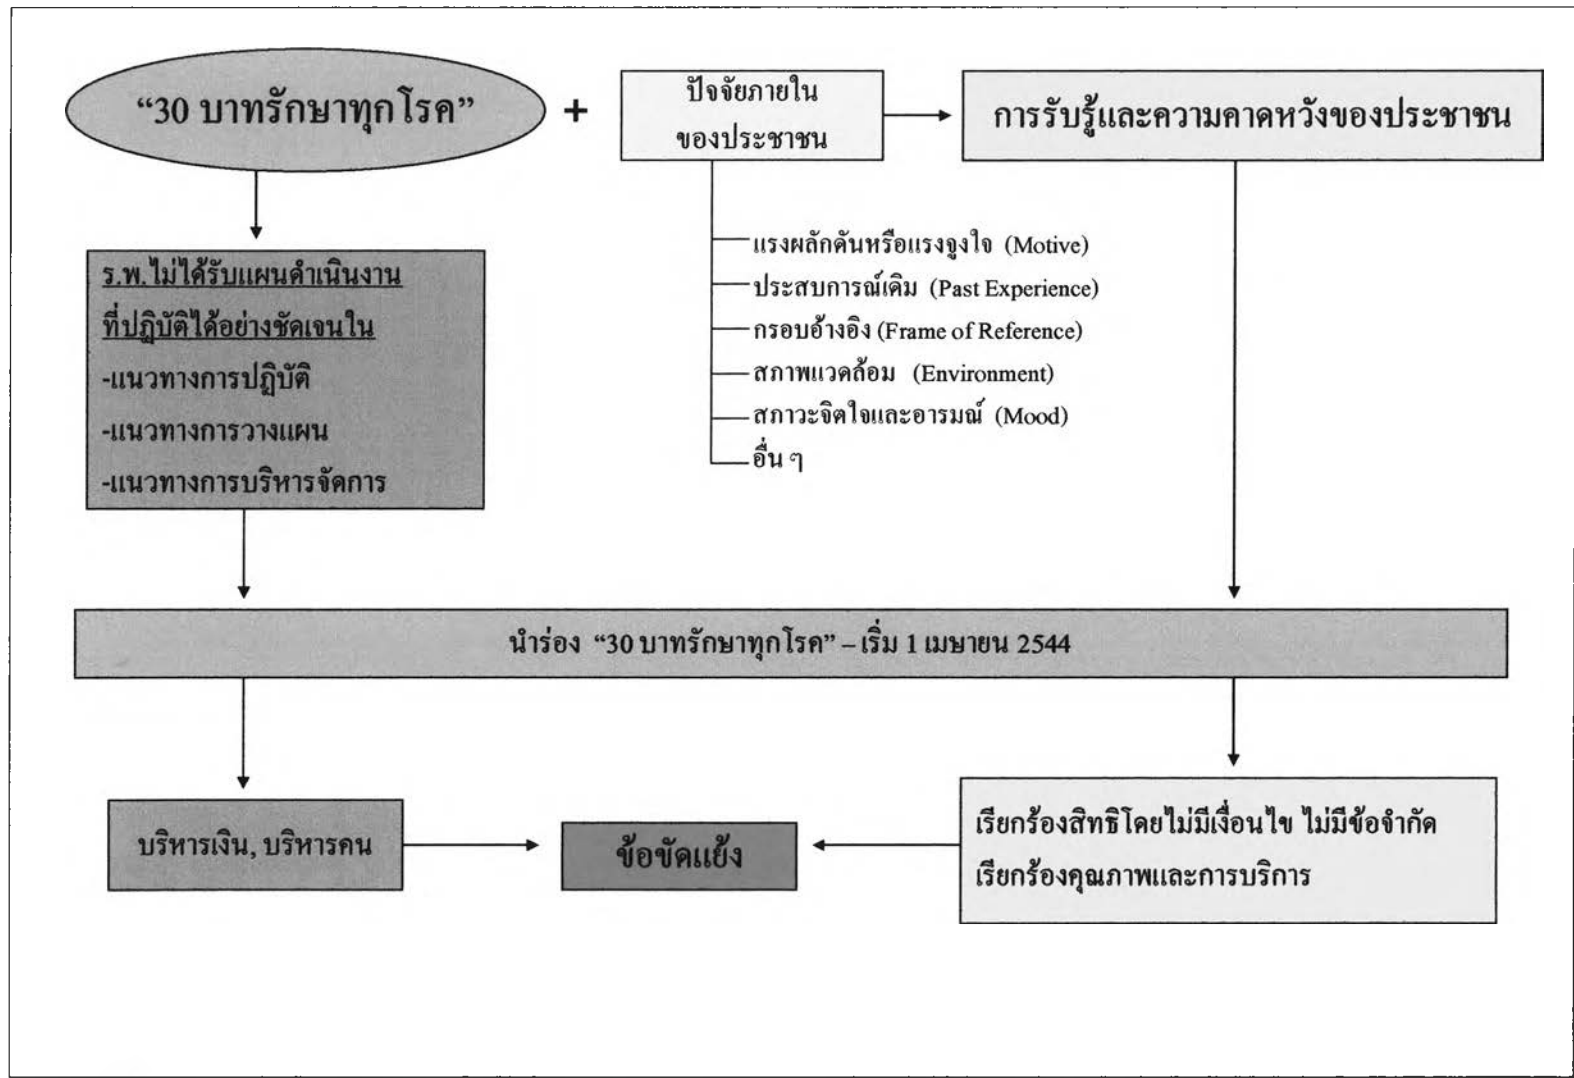 “30 บาทรักษาทุกโรค”
+
ปัจจัยภายใน
ของประชาชน
การรับรู้และความคาดหวังของประชาชน
แรงผลักดันหรือแรงจูงใจ (Motive)
ประสบการณ์เดิม (Past Experience)
กรอบอ้างอิง (Frame of Reference)
สภาพแวดล้อม (Environment)
สภาวะจิตใจและอารมณ์ (Mood)
อื่น ๆ
ร.พ.ไม่ได้รับแผนดำเนินงาน
ที่ปฏิบัติได้อย่างชัดเจนใน
-แนวทางการปฏิบัติ
-แนวทางการวางแผน
-แนวทางการบริหารจัดการ
นำร่อง “30 บาทรักษาทุกโรค” – เริ่ม 1 เมษายน 2544
บริหารเงิน, บริหารคน
ข้อขัดแย้ง
เรียกร้องสิทธิโดยไม่มีเงื่อนไข ไม่มีข้อจำกัด
เรียกร้องคุณภาพและการบริการ